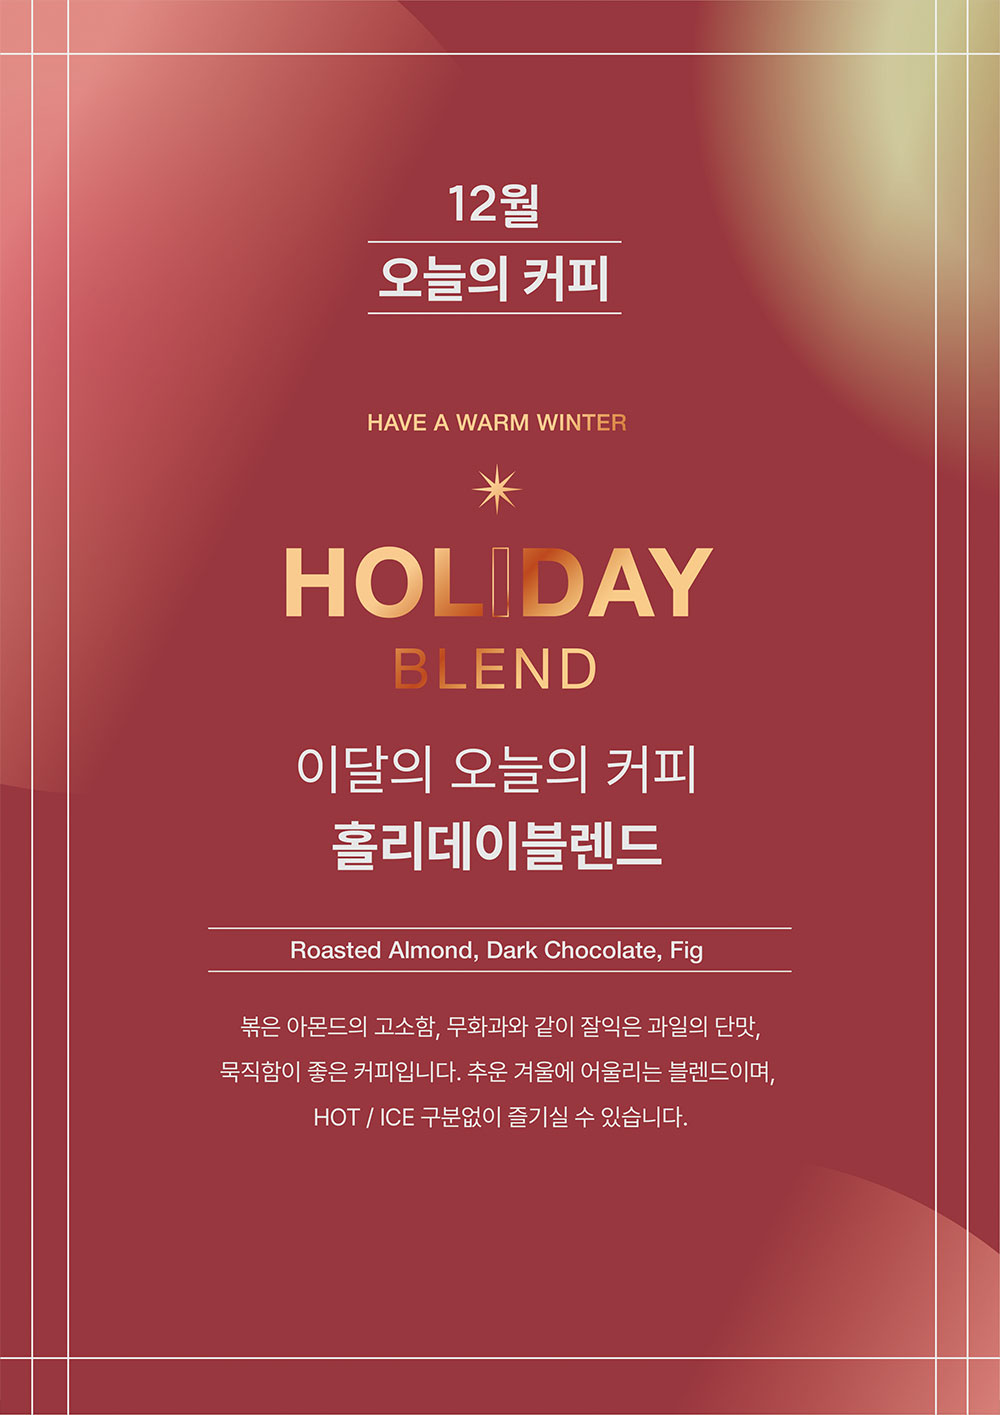 12월
오늘의 커피
HAVE A WARM WINTER
HOLIDAY
BLEND
이달의 오늘의 커피
홀리데이블렌드
Roasted Almond, Dark Chocolate, Fig
볶은 아몬드의 고소함, 무화과와 같이 잘익은 과일의 단맛,
묵직함이 좋은 커피입니다. 추운 겨울에 어울리는 블렌드이며,
HOT / ICE 구분없이 즐기실 수 있습니다.